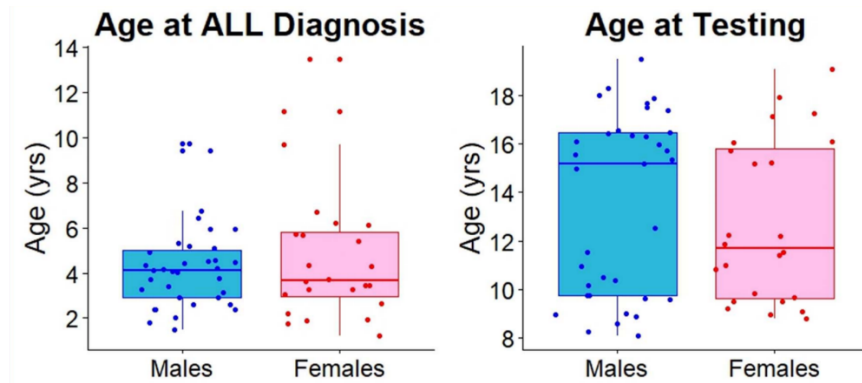 Age at ALL Diagnosis
Age (yrs)
14
12
10
8
6
4
2
Males Females
Age at Testing
Age (yrs)
18
16
14
12
10
8
Males Females